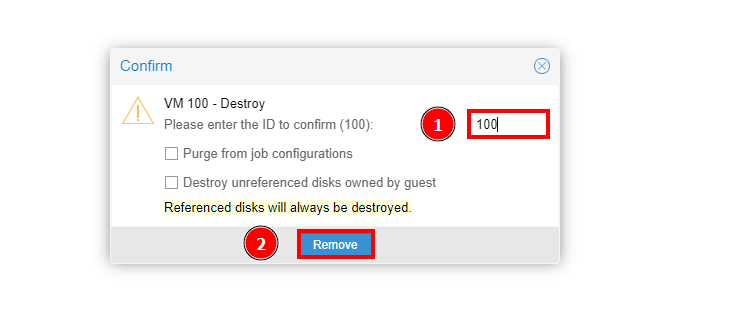 Confirm
VM 100 - Destroy
Please enter the ID to confirm (100):
1
100
Purge from job configurations
Destroy unreferenced disks owned by guest
Referenced disks will always be destroyed.
2
Remove